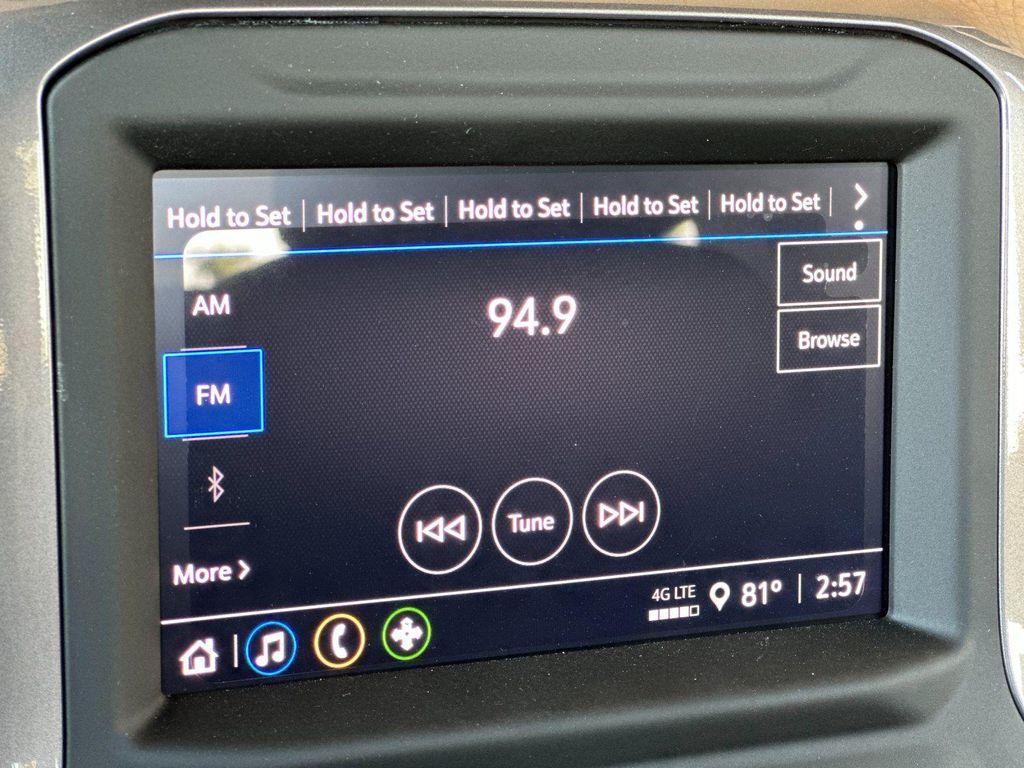 Hold to Set Hold to Set Hold to Set Hold to Set Hold to Set
AM
94.9
Sound
Browse
FM
Tune
More
4G LTE
81° 2:57